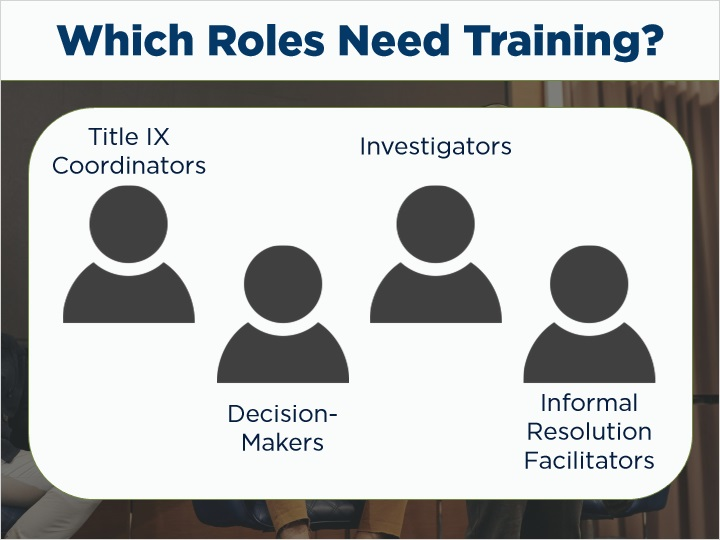 Which Roles Need Training?
Title IX
Coordinators
Investigators
Decision-
Makers
Informal
Resolution
Facilitators